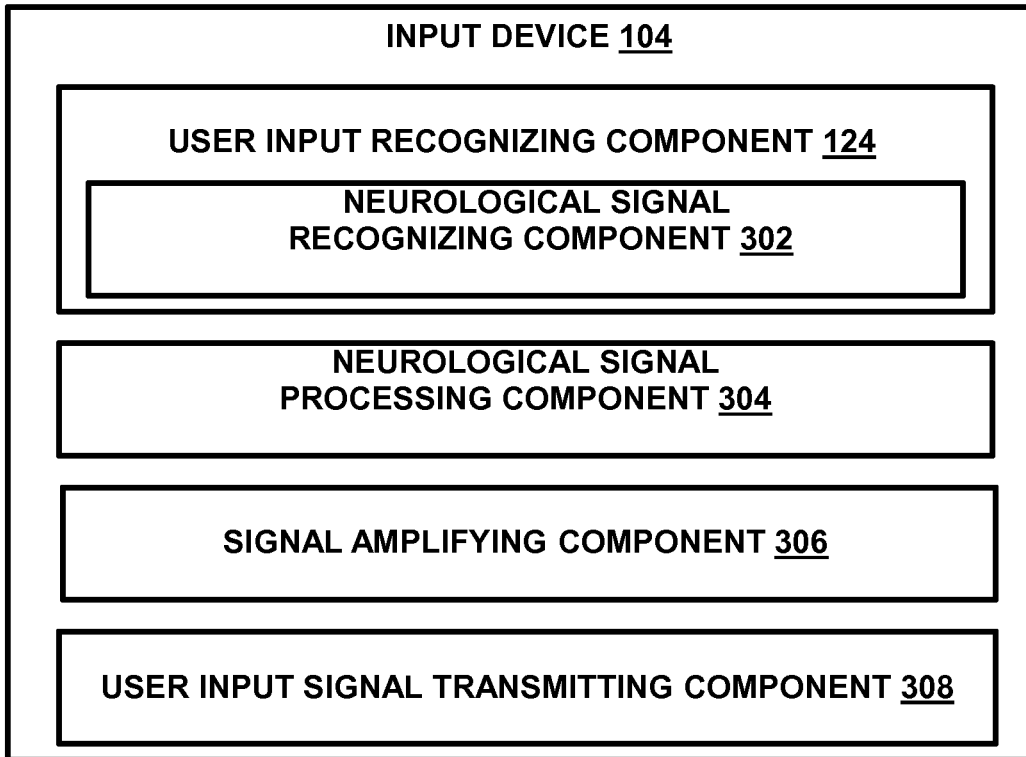 INPUT DEVICE 104
USER INPUT RECOGNIZING COMPONENT 124
NEUROLOGICAL SIGNAL
RECOGNIZING COMPONENT 302
NEUROLOGICAL SIGNAL
PROCESSING COMPONENT 304
SIGNAL AMPLIFYING COMPONENT 306
USER INPUT SIGNAL TRANSMITTING COMPONENT 308